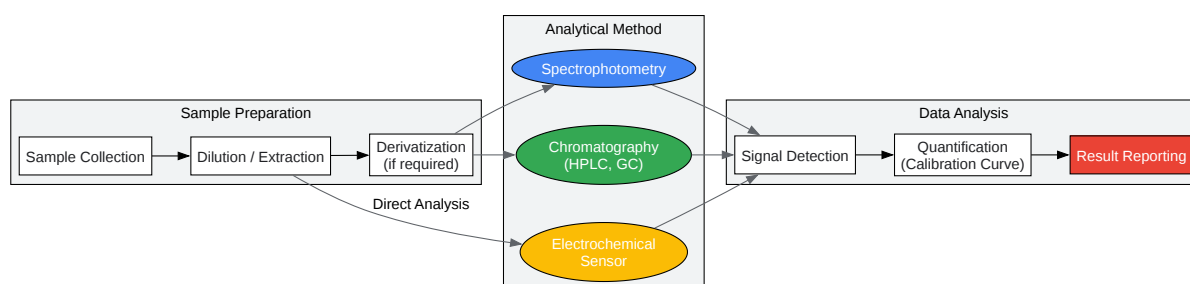 Analytical Method
Spectrophotometry
Sample Preparation
Data Analysis
Sample Collection
Dilution / Extraction
Derivatization
(if required)
Chromatography
(HPLC, GC)
Signal Detection
Quantification
(Calibration Curve)
Result Reporting
Direct Analysis
Electrochemical
Sensor